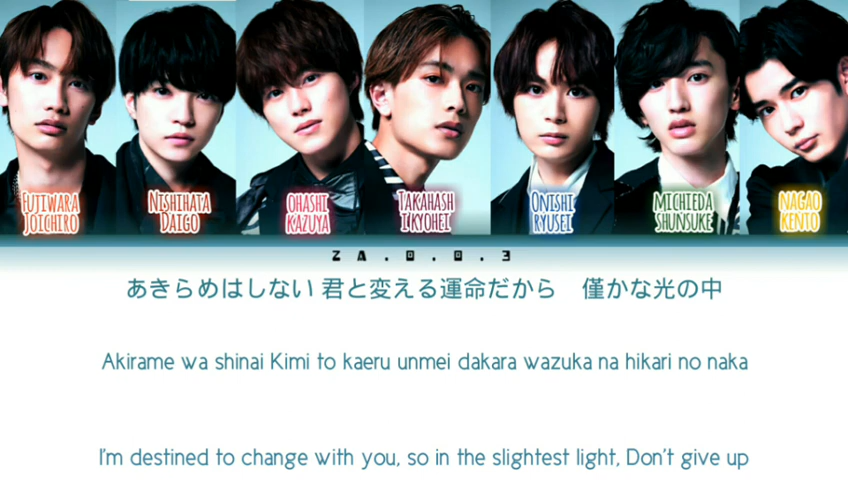 FUJIWARA
JOICHIRO
NISHIHATA
DAIGO
OHASHI
KAZUYA
TAKAHASH
I KYOHEI
ONISHI
RYUSEI
MICHIEDA
SHUNSUKE
NAGAO
KENTO
ZA.0.0.3
あきらめはしない 君と変える運命だから　僅かな光の中
Akirame wa shinai Kimi to kaeru unmei dakara wazuka na hikari no naka
I'm destined to change with you, so in the slightest light, Don't give up